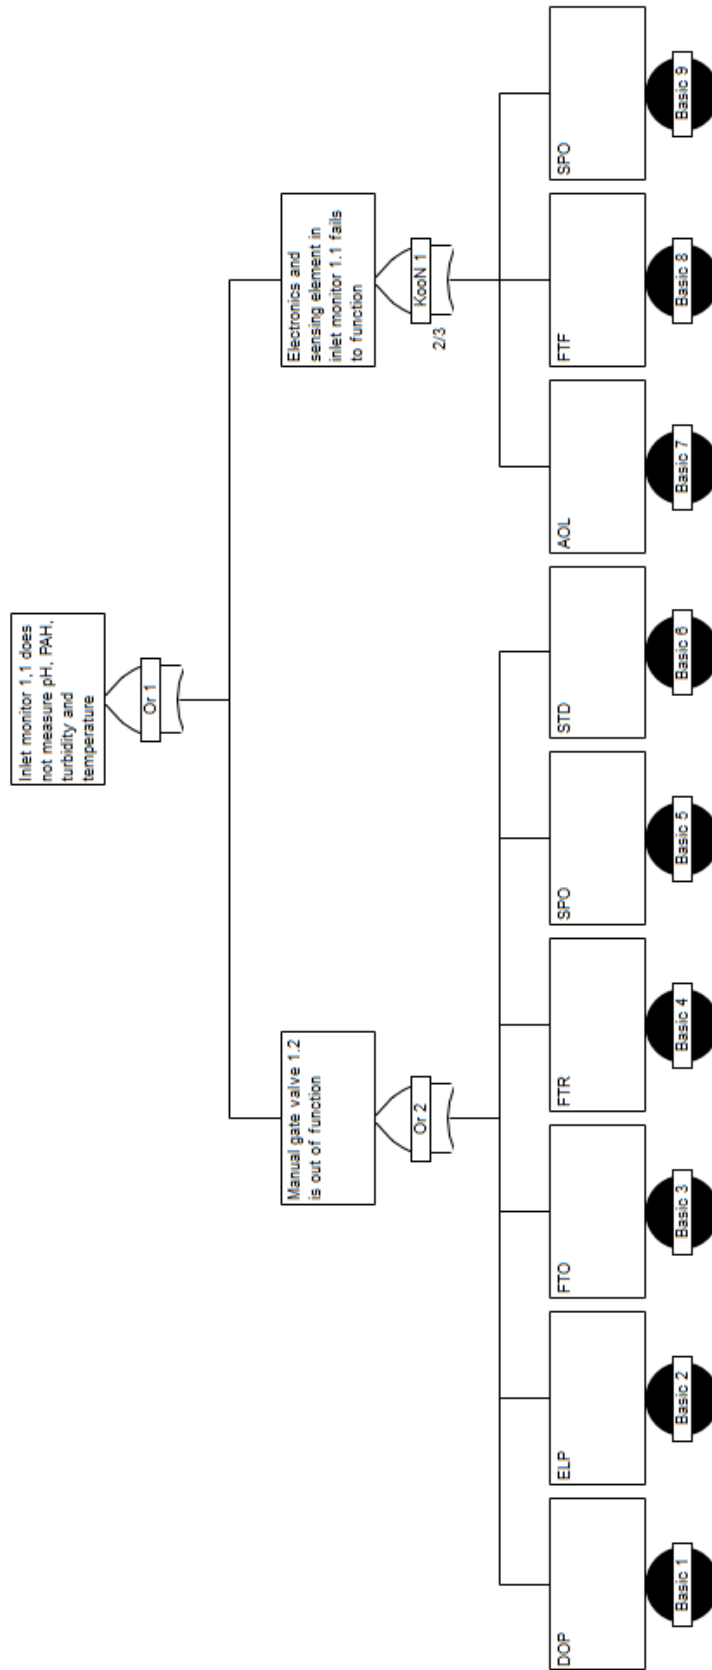 Inlet monitor 1.1 does
not measure pH, PAH,
turbidity and
temperature
Or 1
Manual gate valve 1.2
is out of function
Or 2
Electronics and
sensing element in
inlet monitor 1.1 fails
to function
KooN 1
2/3
DOP
Basic 1
ELP
Basic 2
FTO
Basic 3
FTR
Basic 4
SPO
Basic 5
STD
Basic 6
AOL
Basic 7
FTF
Basic 8
SPO
Basic 9